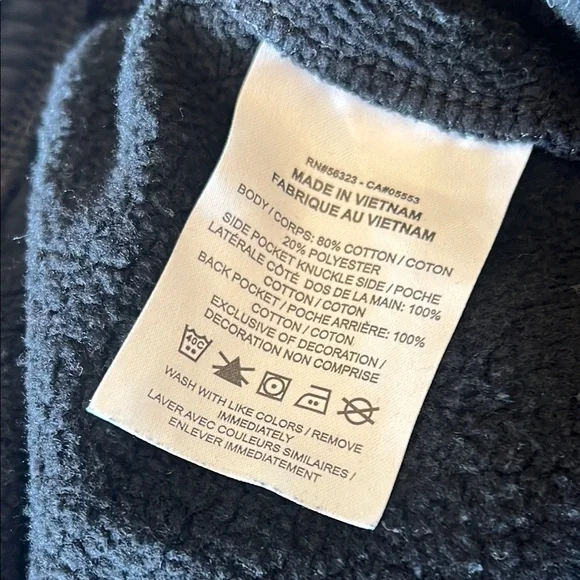 RN#56323 - CA#05553
MADE IN VIETNAM
FABRIQUE AU VIETNAM
BODY / CORPS: 80% COTTON / COTON
20% POLYESTER
SIDE POCKET KNUCKLE SIDE / POCHE
LATÉRALE CÔTÉ DOS DE LA MAIN: 100%
COTTON / COTON
BACK POCKET / POCHE ARRIÈRE: 100%
COTTON / COTON
EXCLUSIVE OF DECORATION /
DECORATION NON COMPRISE
40C
WASH WITH LIKE COLORS / REMOVE
IMMEDIATELY
LAVER AVEC COULEURS SIMILAIRES /
ENLEVER IMMEDIATEMENT